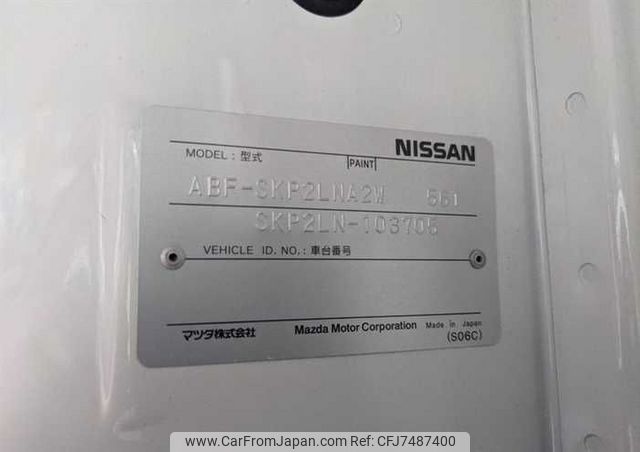 NISSAN
MODEL : 型式 PAINT
ABF-SKP2LNA2W 561
SKP2LN-103705
VEHICLE ID. NO. : 車台番号
マツダ株式会社 Mazda Motor Corporation Made in Japan
(S06C)
www.CarFromJapan.com ID: CFJ7487400